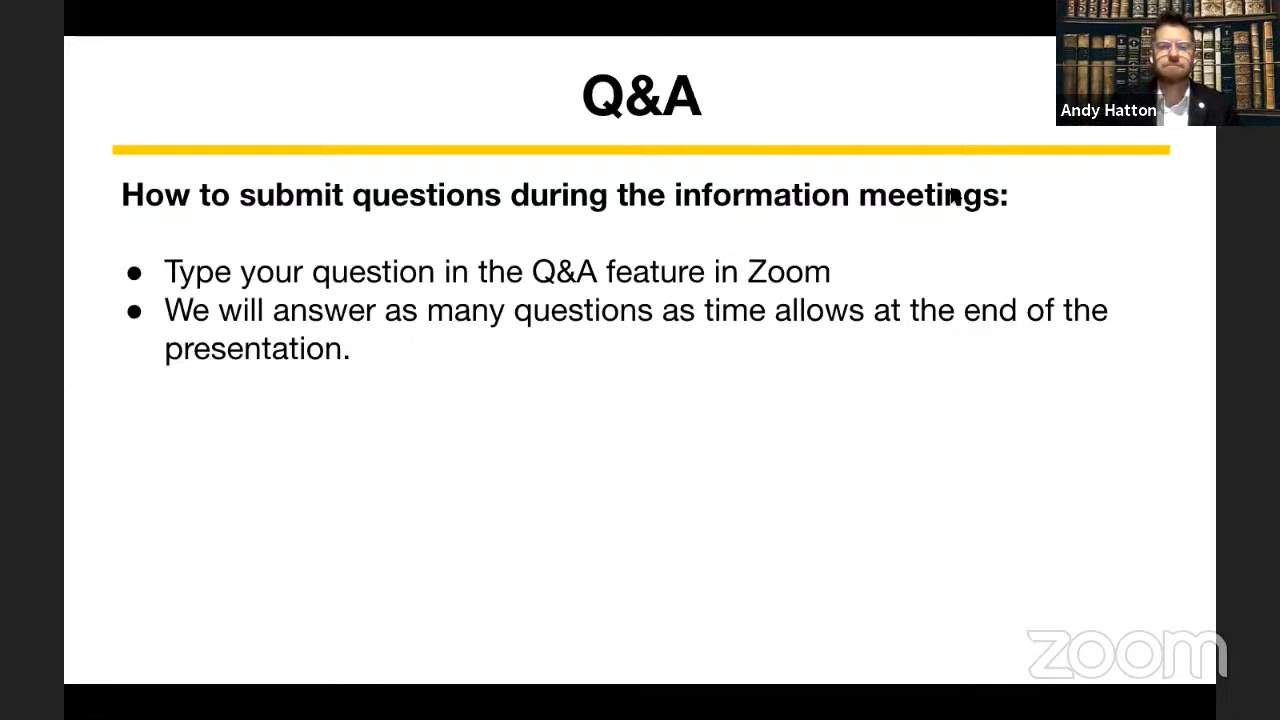 Q&A
Andy Hatton
How to submit questions during the information meetings:
● Type your question in the Q&A feature in Zoom
● We will answer as many questions as time allows at the end of the
presentation.
zoom